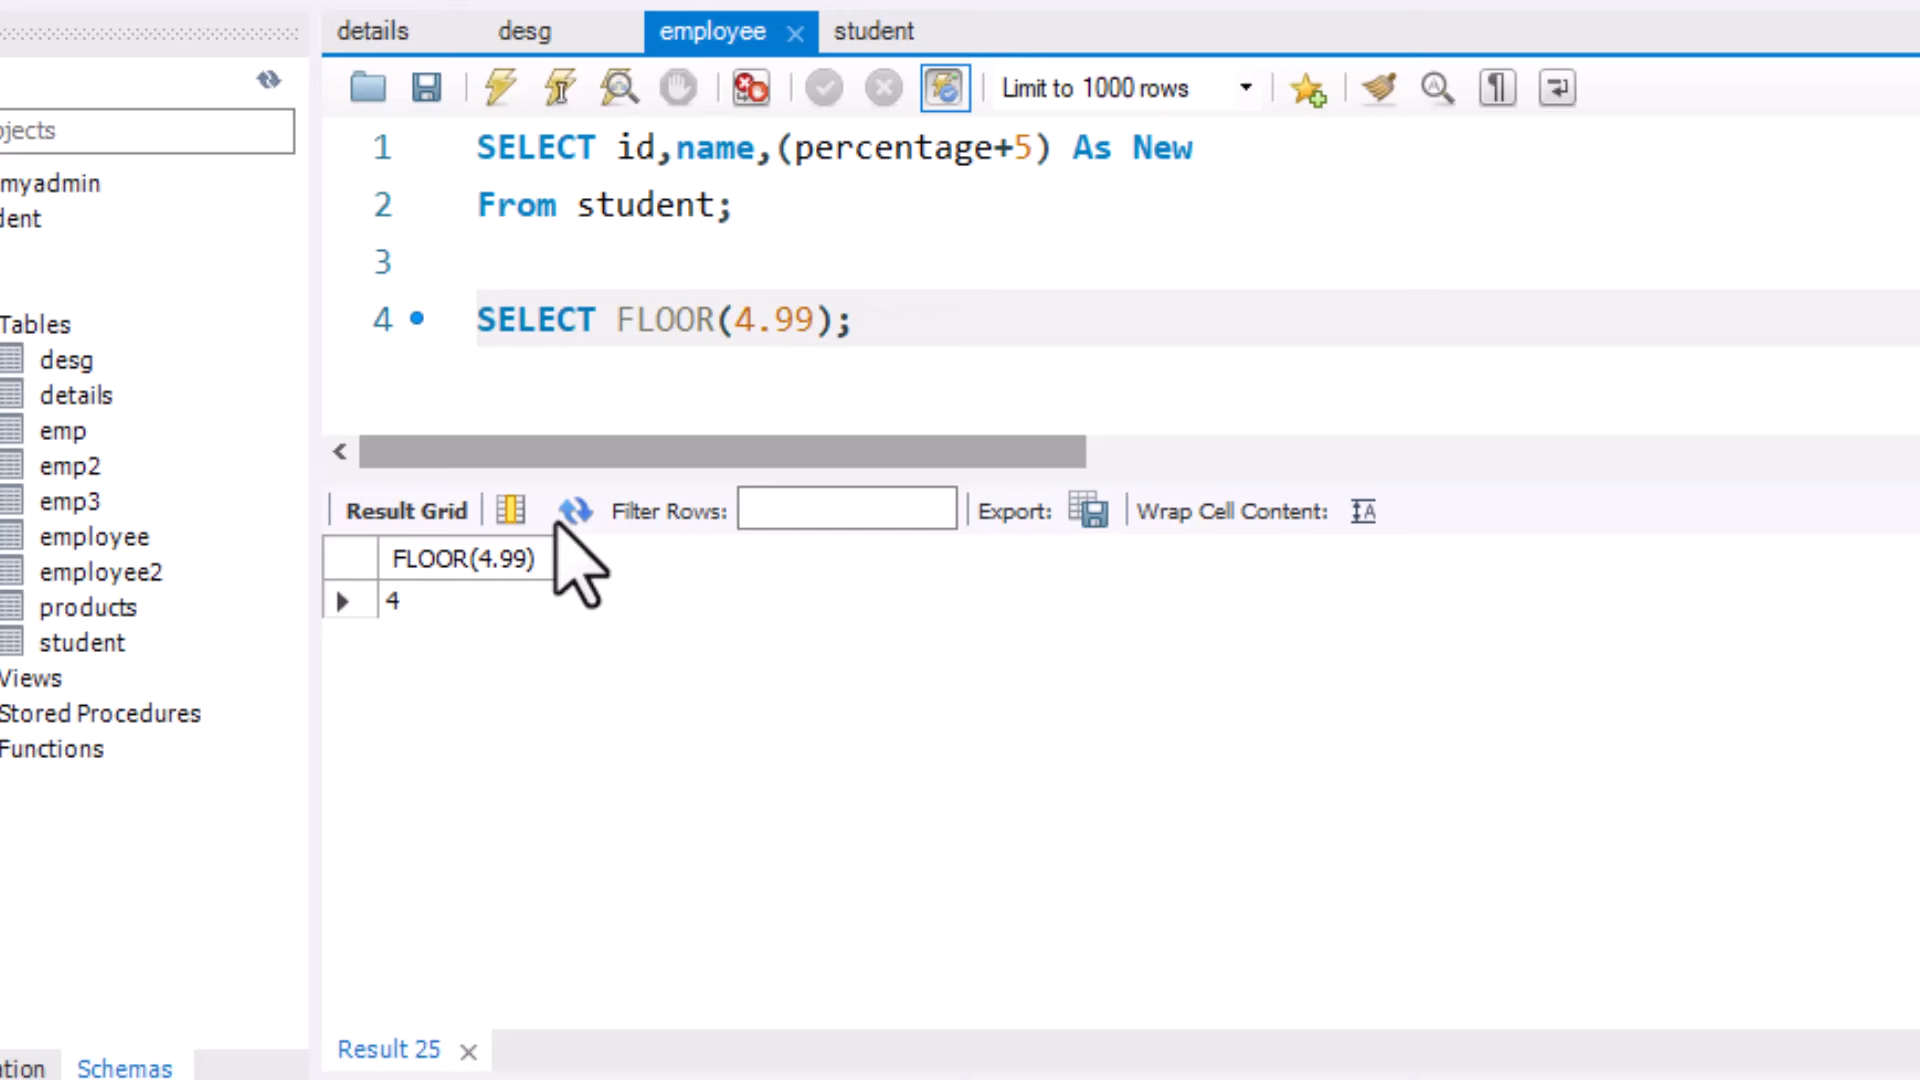 details desg employee student
Limit to 1000 rows
jects
myadmin
dent
Tables
desg
details
emp
emp2
emp3
employee
employee2
products
student
Views
Stored Procedures
Functions
tion Schemas
1 SELECT id,name,(percentage+5) As New
2 From student;
3
4 SELECT FLOOR(4.99);
Result Grid Filter Rows: Export: Wrap Cell Content:
FLOOR(4.99)
4
Result 25